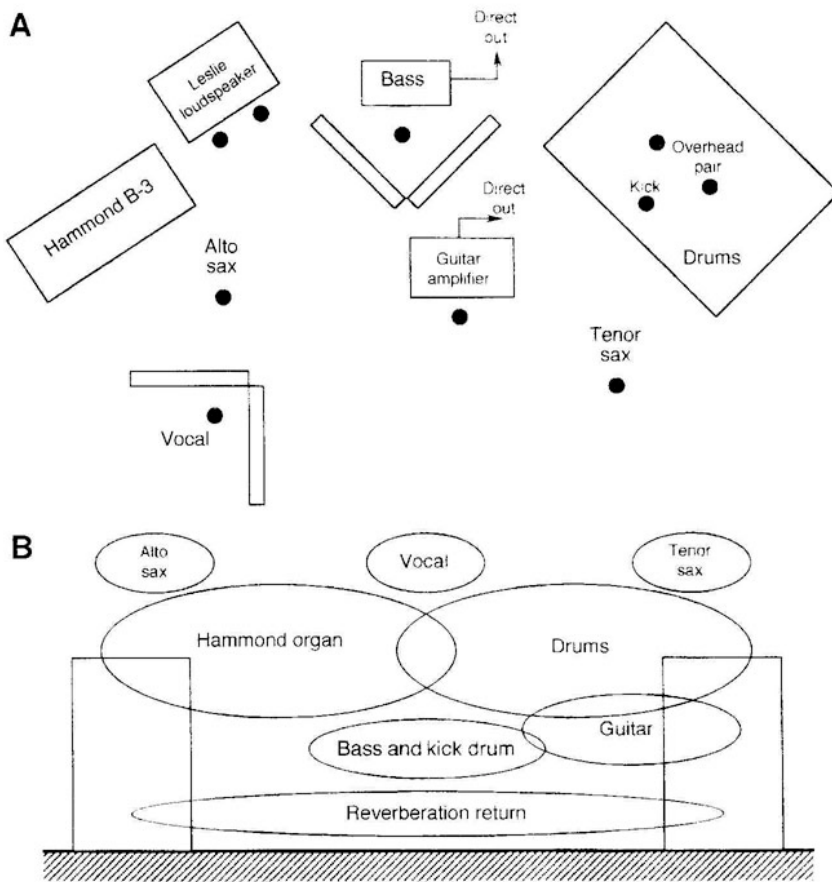 A
Leslie
loudspeaker
Bass
Direct
out
Hammond B-3
Overhead
pair
Kick
Direct
out
Alto
sax
Guitar
amplifier
Drums
Tenor
sax
Vocal
B
Alto
sax
Vocal
Tenor
sax
Hammond organ
Drums
Guitar
Bass and kick drum
Reverberation return